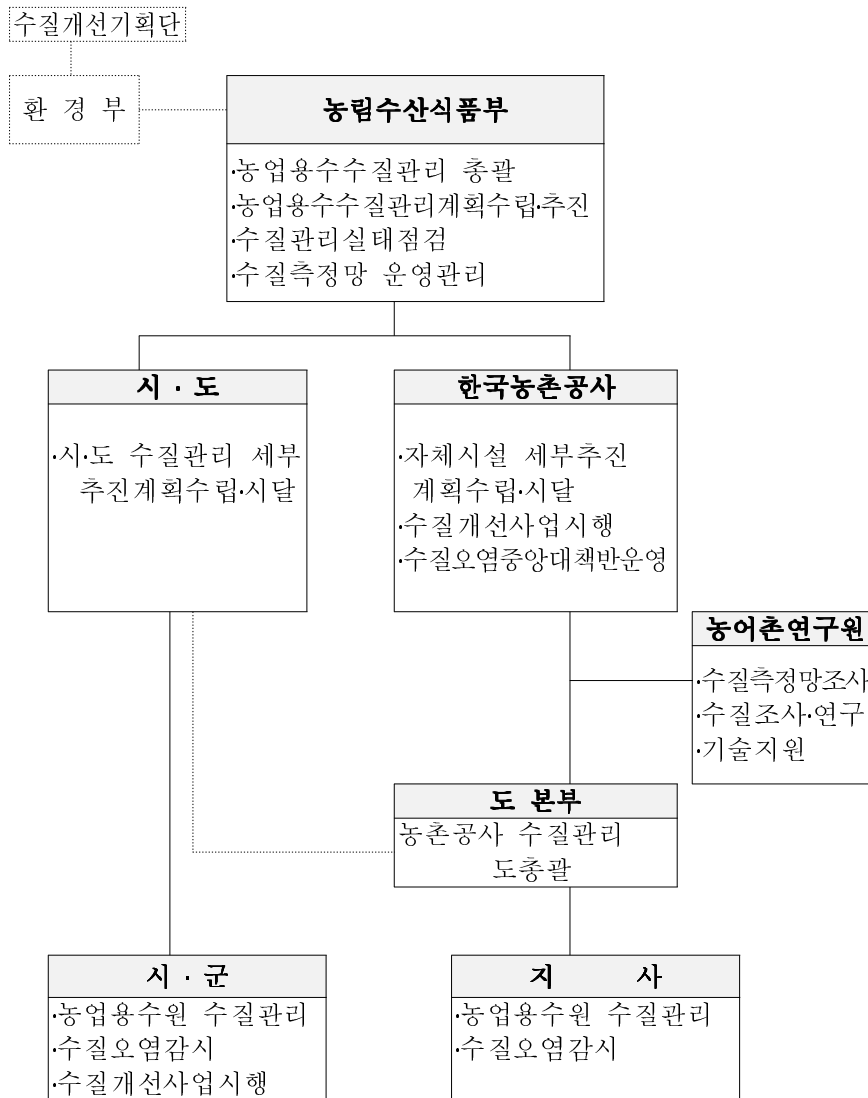 수질개선기획단
환 경 부
농림수산식품부
·농업용수수질관리 총괄
·농업용수수질관리계획수립·추진
·수질관리실태점검
·수질측정망 운영관리
시 · 도
·시·도 수질관리 세부
추진계획수립·시달
한국농촌공사
·자체시설 세부추진
계획수립·시달
·수질개선사업시행
·수질오염중앙대책반운영
농어촌연구원
·수질측정망조사
·수질조사·연구
·기술지원
도 본부
농촌공사 수질관리
도총괄
시 · 군
·농업용수원 수질관리
·수질오염감시
·수질개선사업시행
지 사
·농업용수원 수질관리
·수질오염감시